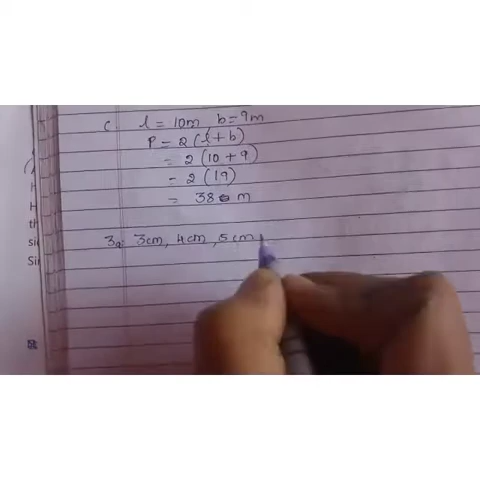 c. l = 10m b = 9m
P = 2 (l + b)
= 2 (10 + 9)
= 2 (19)
= 38 m
3a. 3cm, 4cm, 5cm